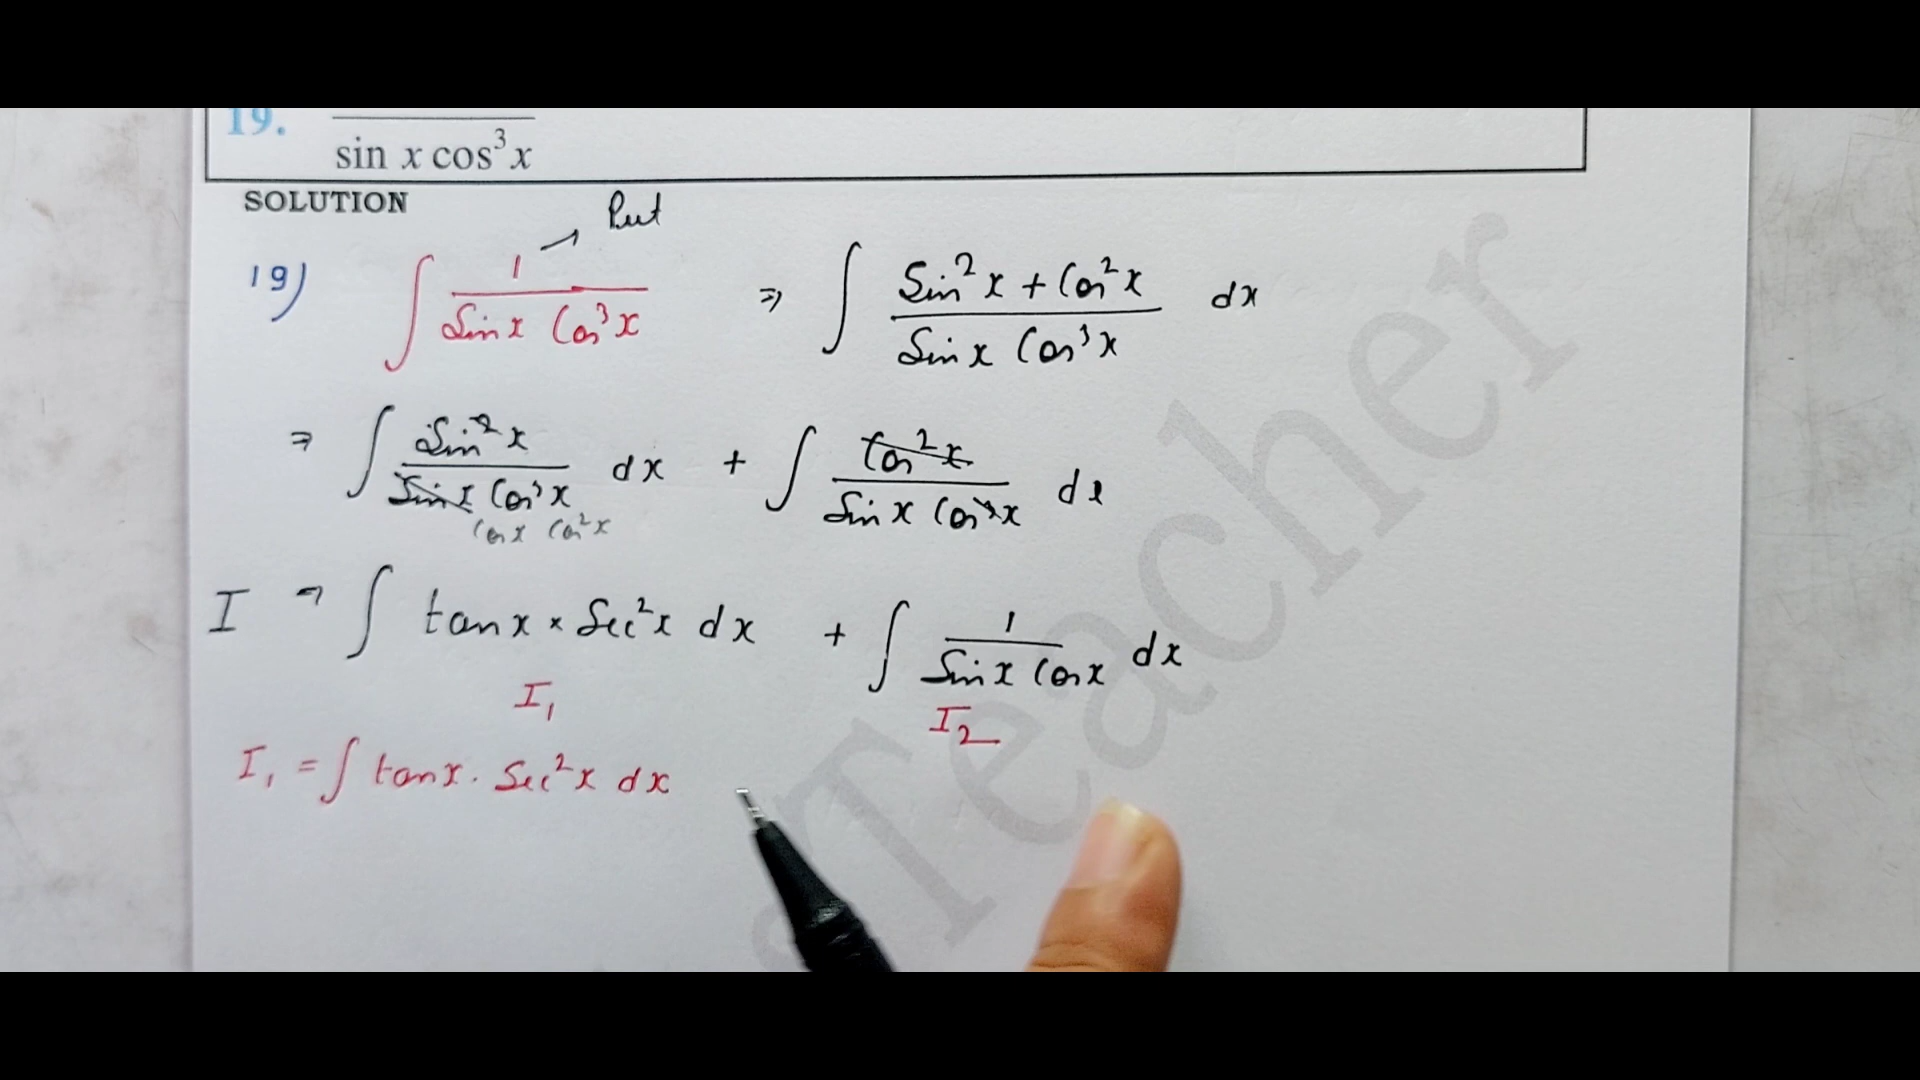 19. sin x cos³x
SOLUTION
Put
19) ∫ 1/(Sin x Cos³x) ⇒ ∫ (Sin²x + Cos²x)/(Sin x Cos³x) dx
⇒ ∫ Sin²x/(Sin x Cos³x) dx + ∫ Cos²x/(Sin x Cos³x) dx
Cos x Cos²x
I ⇒ ∫ tan x × Sec²x dx + ∫ 1/(Sin x Cos x) dx
I₁ I₂
I₁ = ∫ tan x . Sec²x dx
Teacher